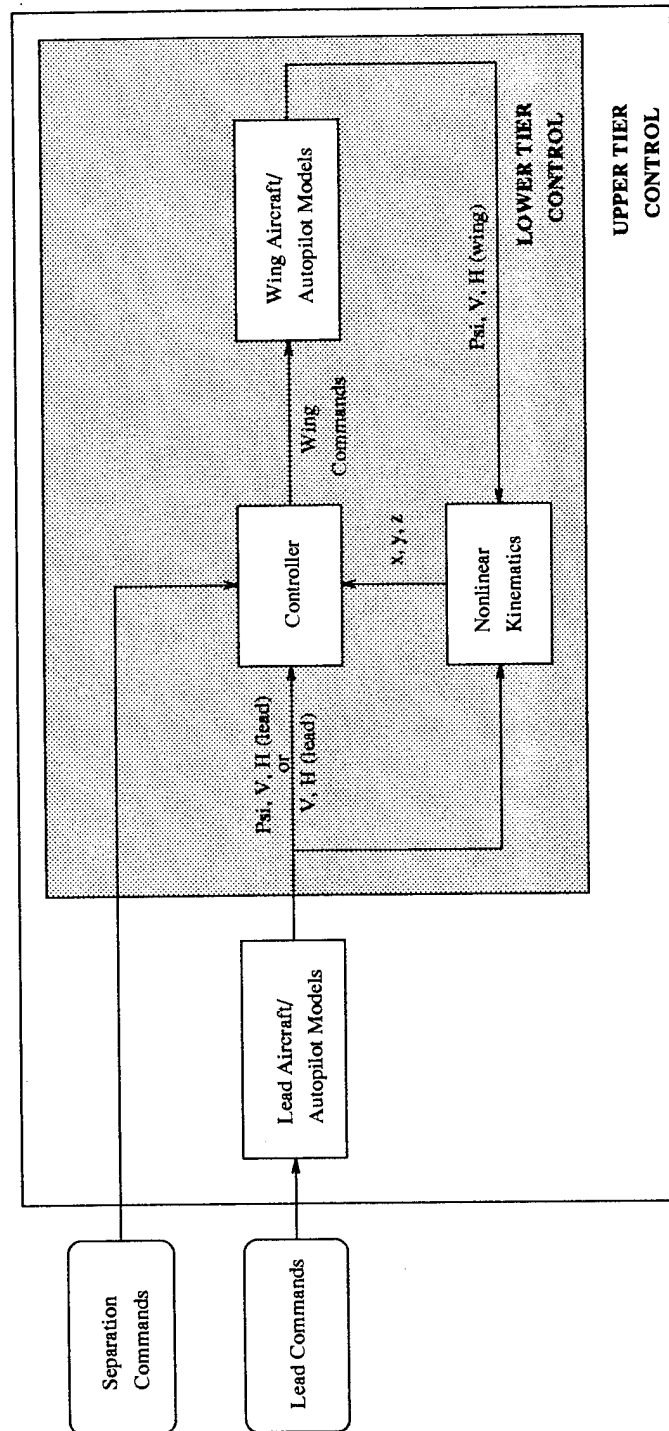 Separation
Commands
Lead Commands
Lead Aircraft/
Autopilot Models
Psi, V, H (lead)
or
V, H (lead)
Controller
x, y, z
Nonlinear
Kinematics
Wing
Commands
Wing Aircraft/
Autopilot Models
Psi, V, H (wing)
LOWER TIER
CONTROL
UPPER TIER
CONTROL